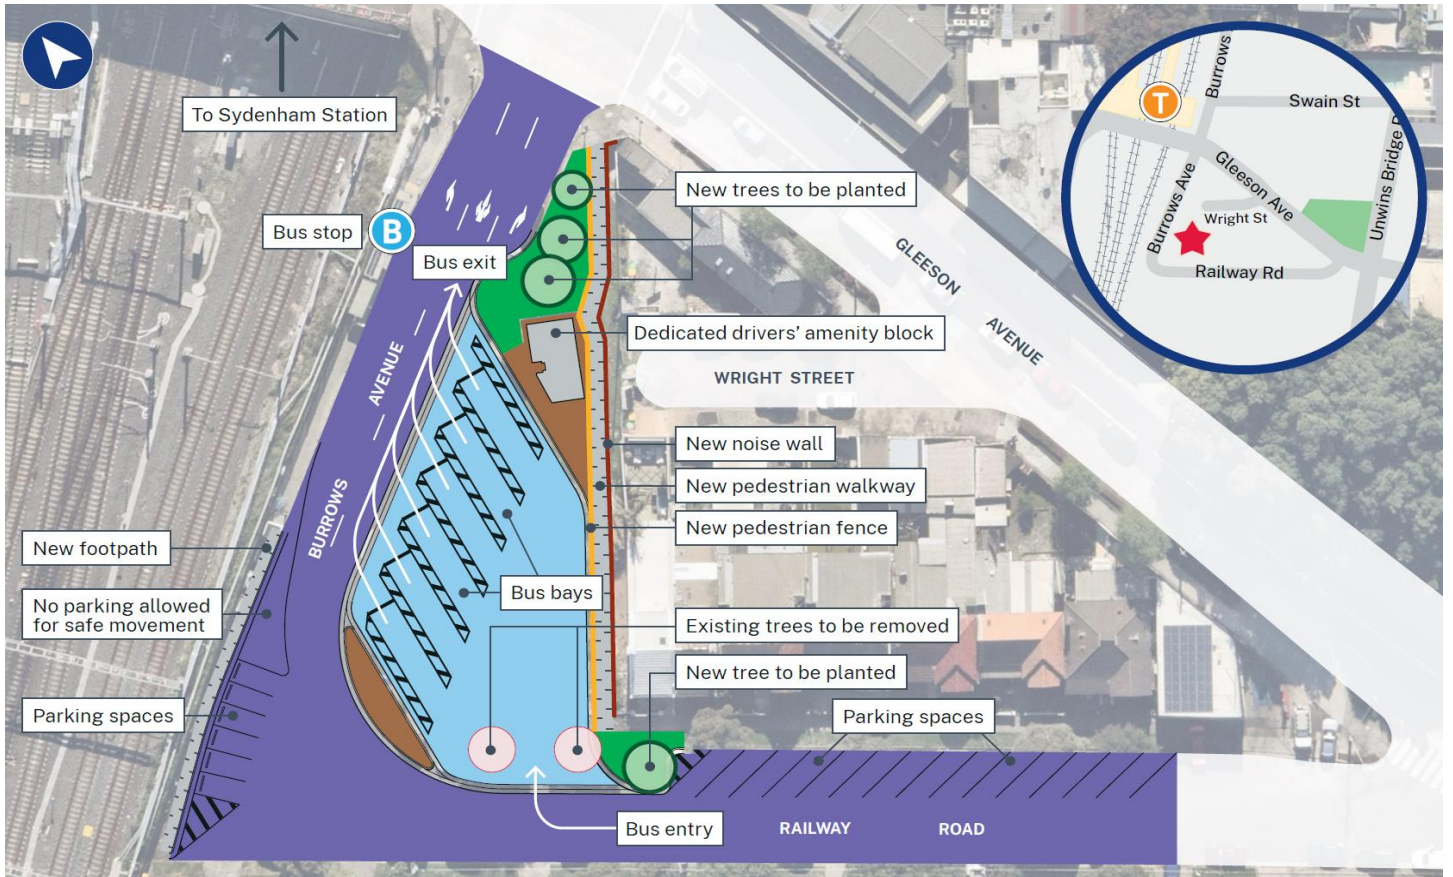 To Sydenham Station
Bus stop
B
Bus exit
New trees to be planted
Dedicated drivers' amenity block
GLEESON
AVENUE
WRIGHT STREET
BURROWS
AVENUE
New noise wall
New pedestrian walkway
New pedestrian fence
New footpath
No parking allowed
for safe movement
Bus bays
Existing trees to be removed
New tree to be planted
Parking spaces
Parking spaces
Bus entry
RAILWAY
ROAD
T
Burrows
Swain St
Gleeson Ave
Unwins Bridge
Burrows Ave
Wright St
Railway Rd